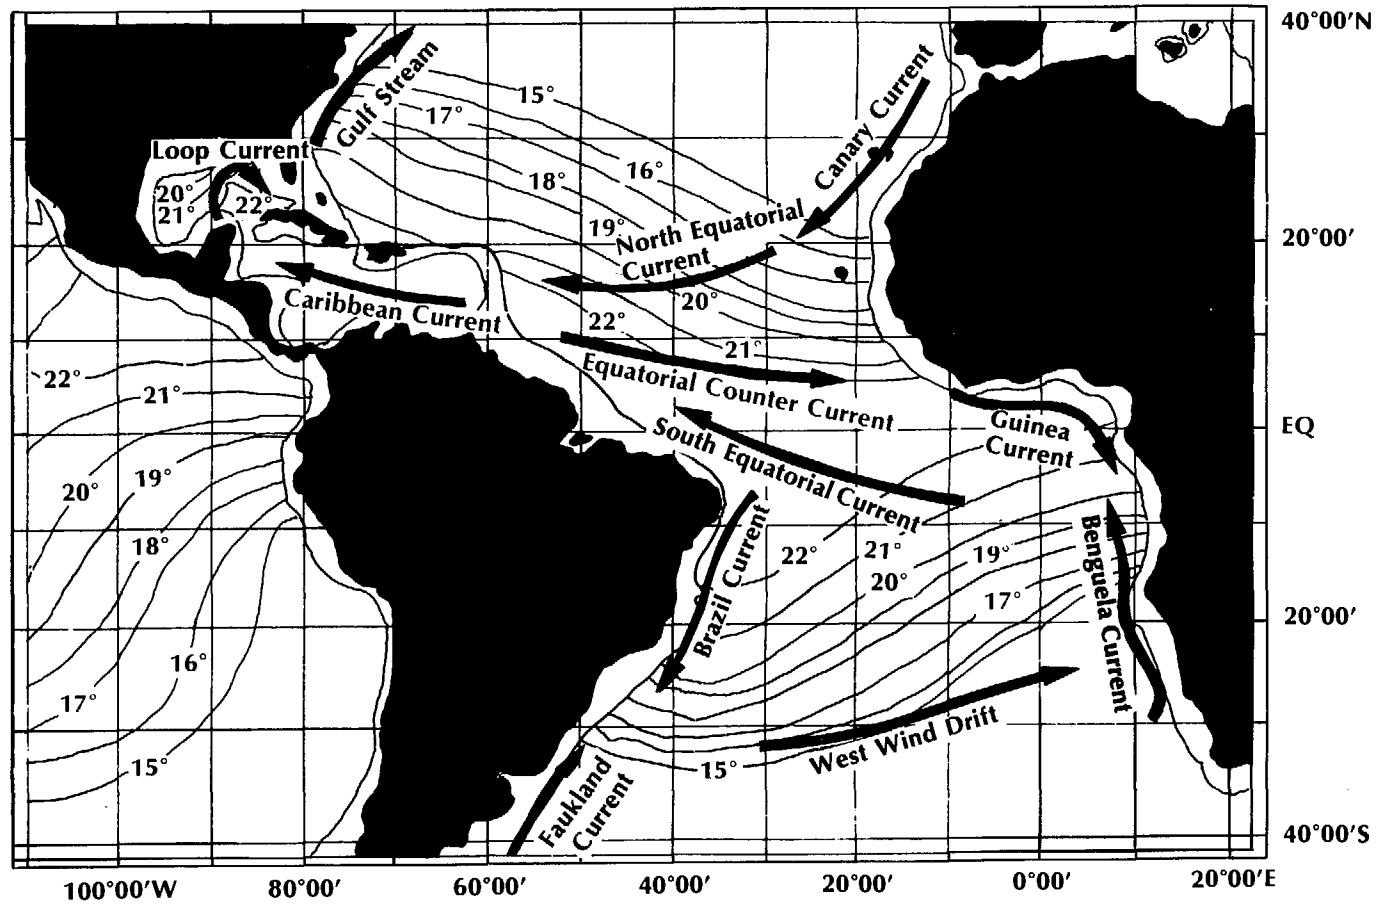 40°00'N
15°
17°
Gulf Stream
Canary Current
Loop Current
16°
18°
20°
21°
22°
19°
North Equatorial
Current
20°00'
20°
Caribbean Current
22°
21°
Equatorial Counter Current
22°
21°
EQ
Guinea
Current
South Equatorial Current
19°
20°
18°
Brazil Current
22°
21°
19°
20°
17°
Benguela Current
20°00'
16°
17°
West Wind Drift
15°
15°
Faukland
Current
40°00'S
100°00'W
80°00'
60°00'
40°00'
20°00'
0°00'
20°00'E